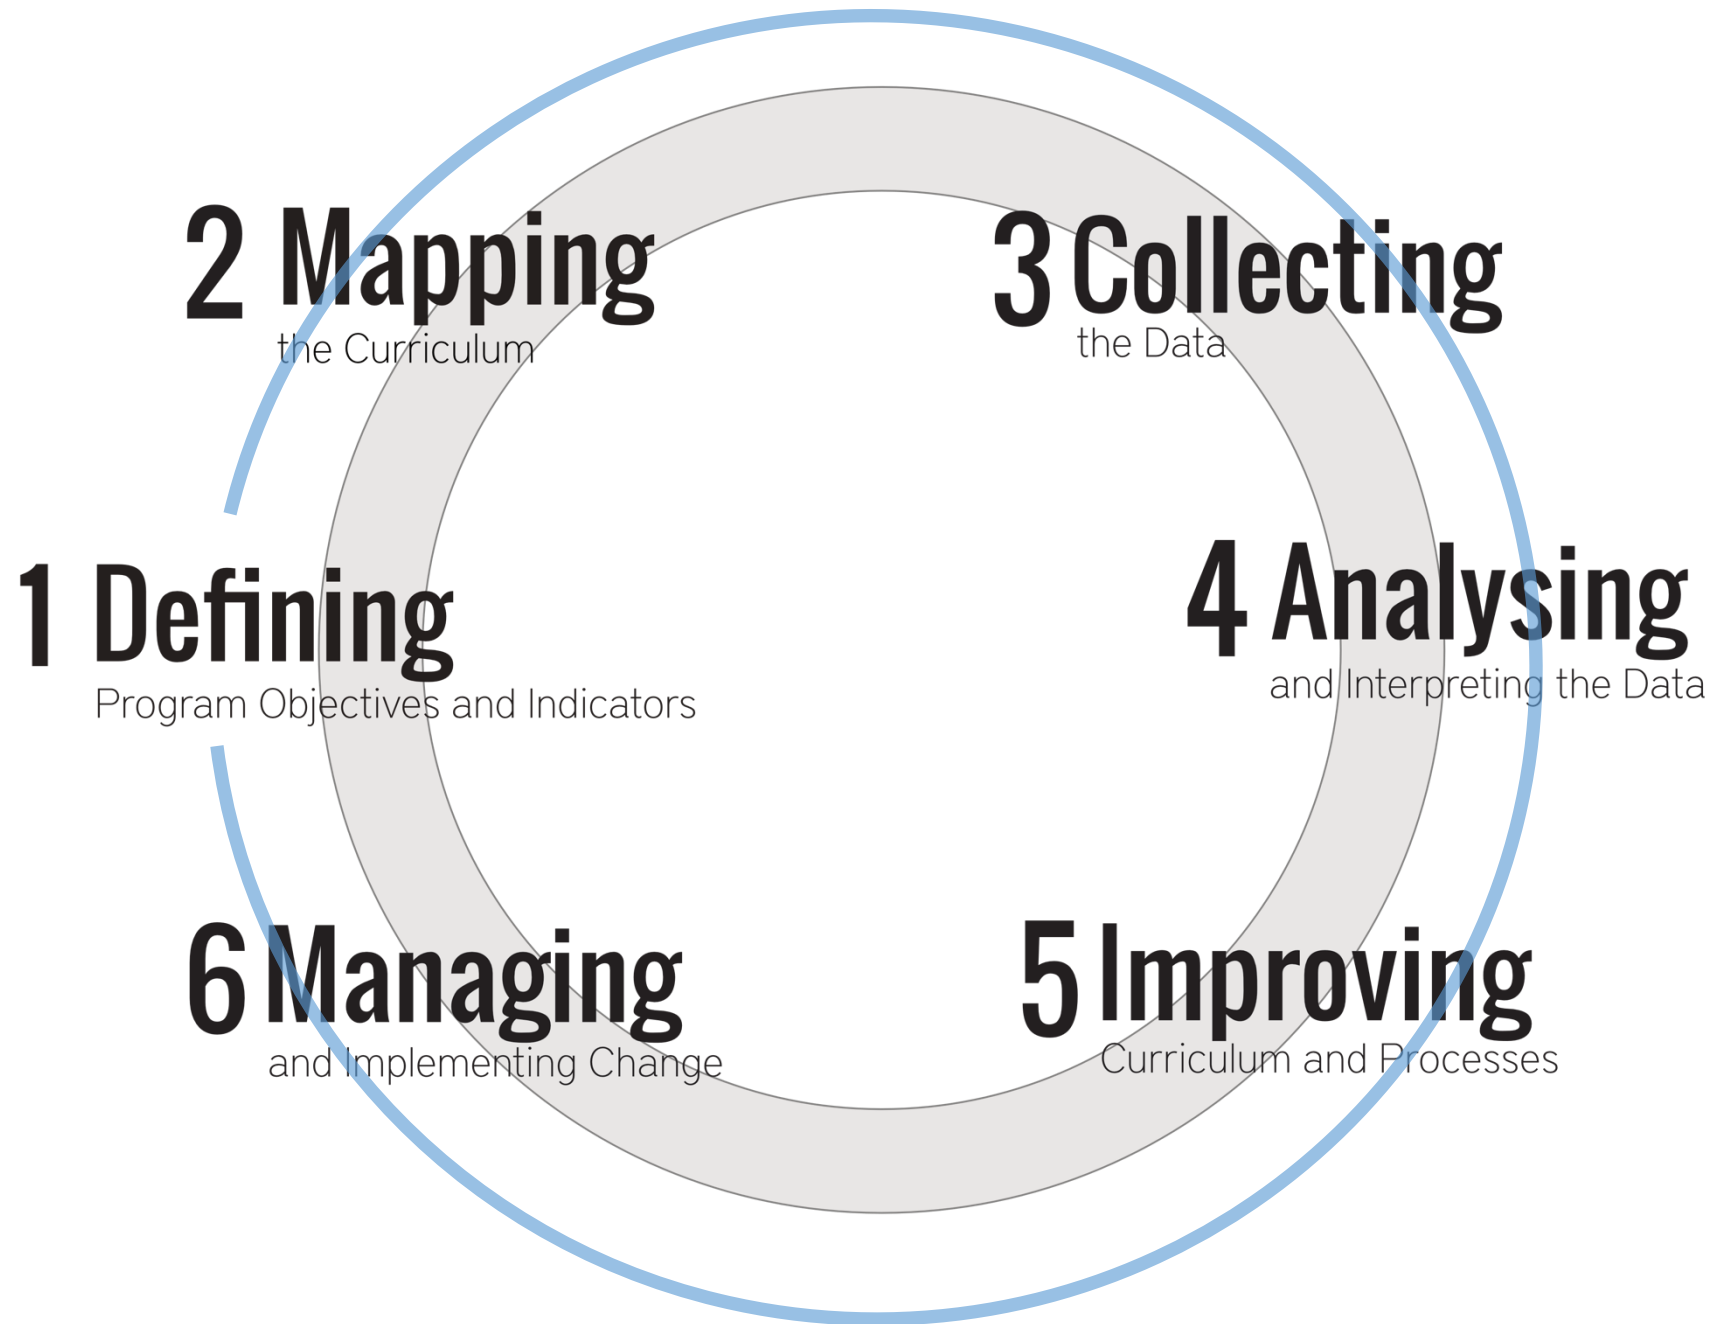 1 Defining
Program Objectives and Indicators
2 Mapping
the Curriculum
3 Collecting
the Data
4 Analysing
and Interpreting the Data
5 Improving
Curriculum and Processes
6 Managing
and Implementing Change